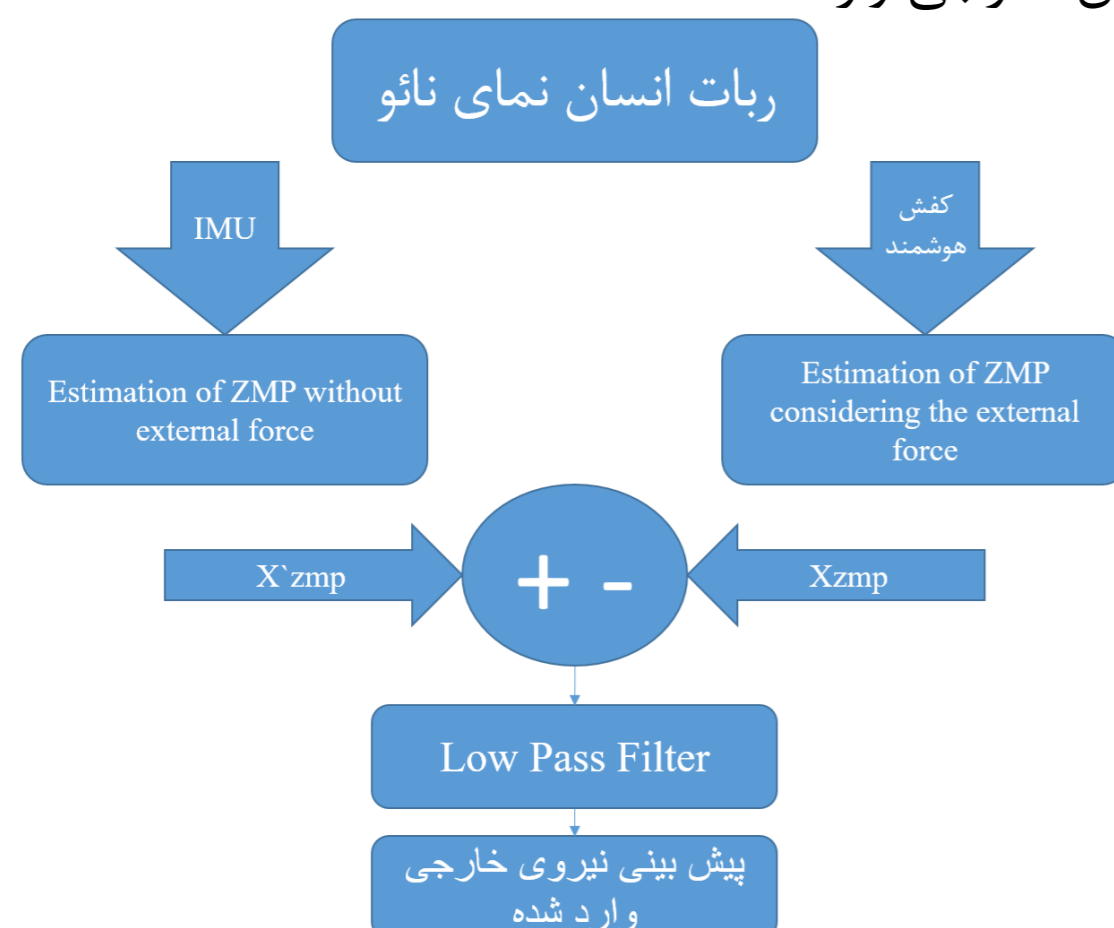 ربات انسان نمای نائو
IMU
کفش
هوشمند
Estimation of ZMP without
external force
Estimation of ZMP
considering the external
force
X`zmp
+ -
Xzmp
Low Pass Filter
پیش بینی نیروی خارجی
وارد شده